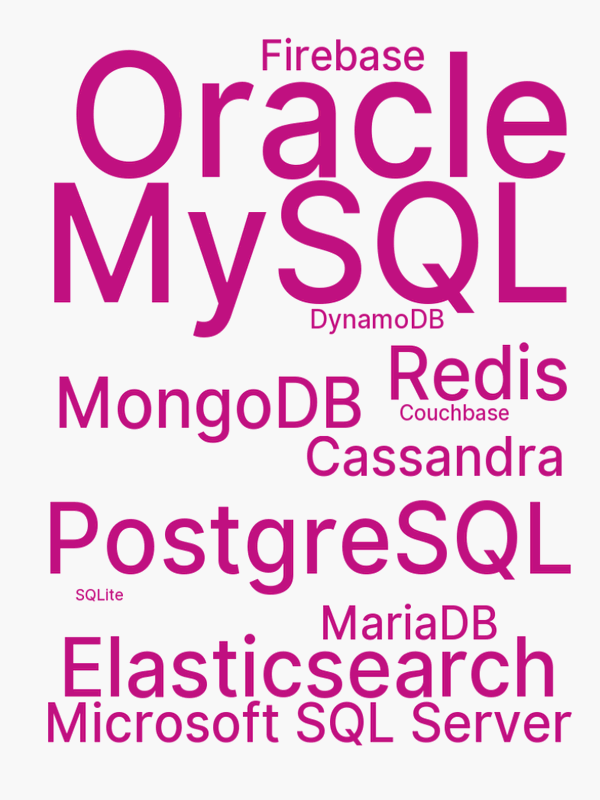 Firebase
Oracle
MySQL
DynamoDB
Redis
MongoDB
Couchbase
Cassandra
PostgreSQL
SQLite
MariaDB
Elasticsearch
Microsoft SQL Server